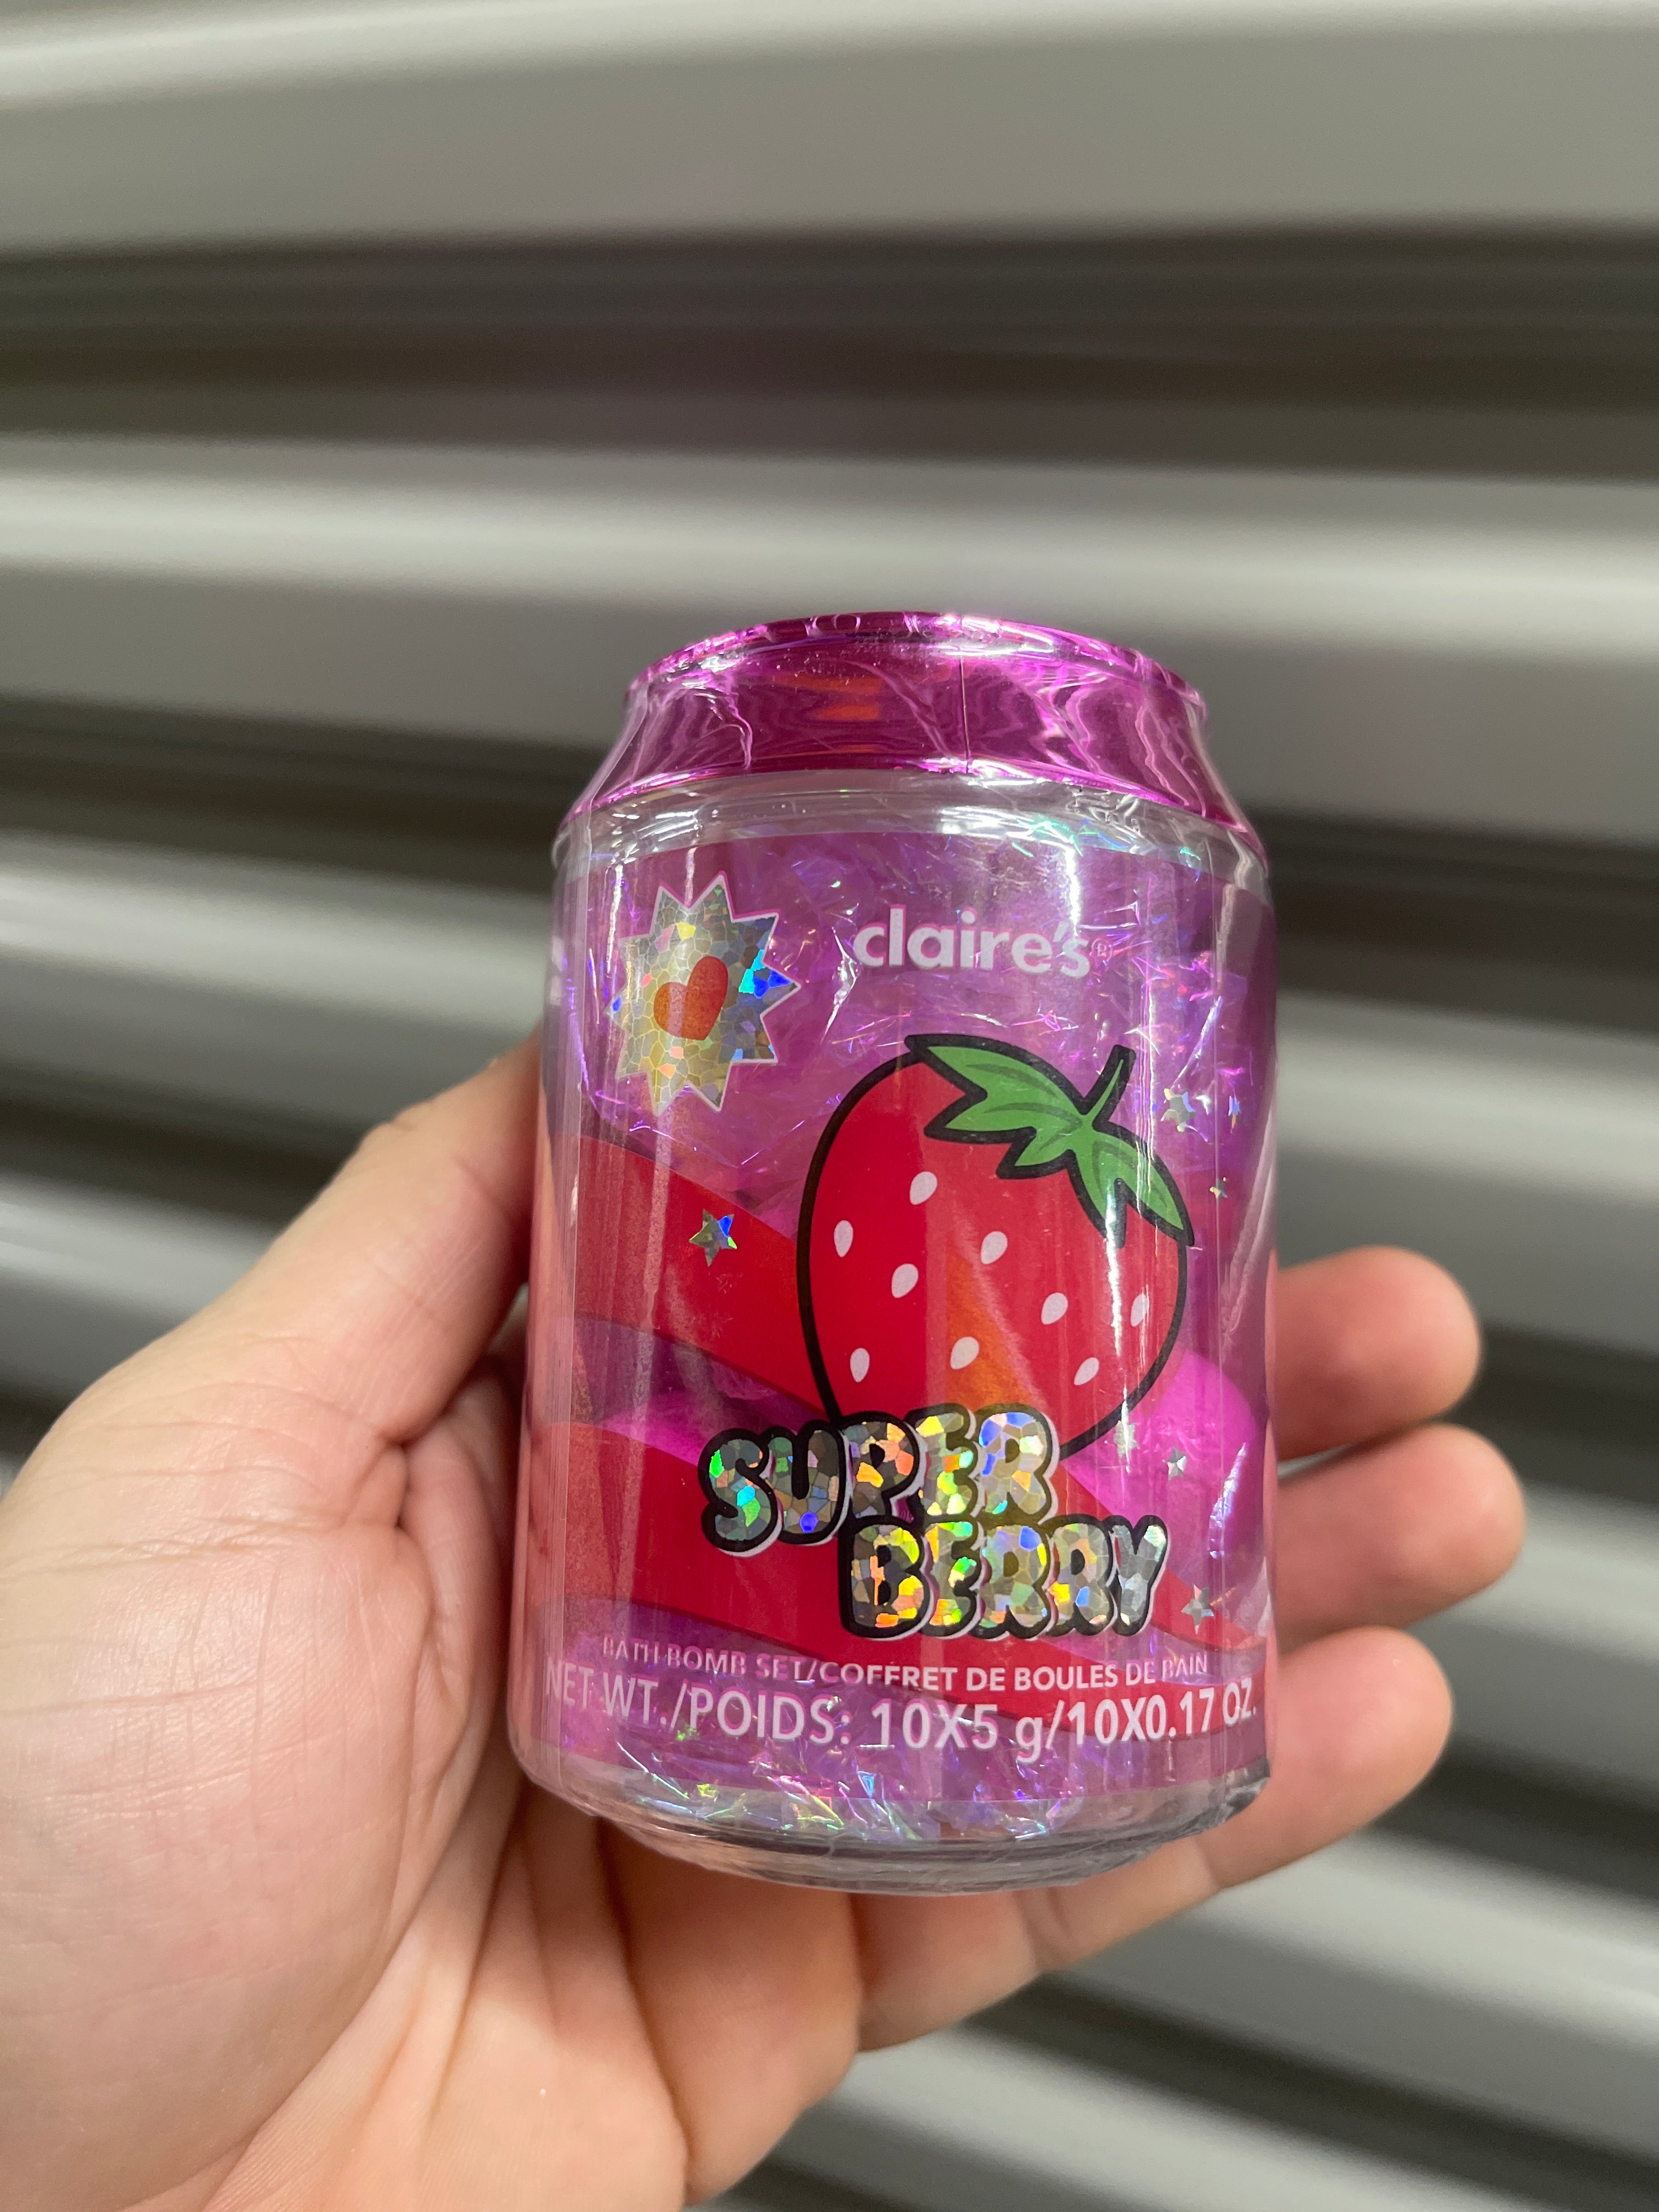 claire's®
SUPER
BERRY
BATH BOMB SET/COFFRET DE BOULES DE BAIN
NET WT./POIDS: 10X5 g/10X0.17 OZ.